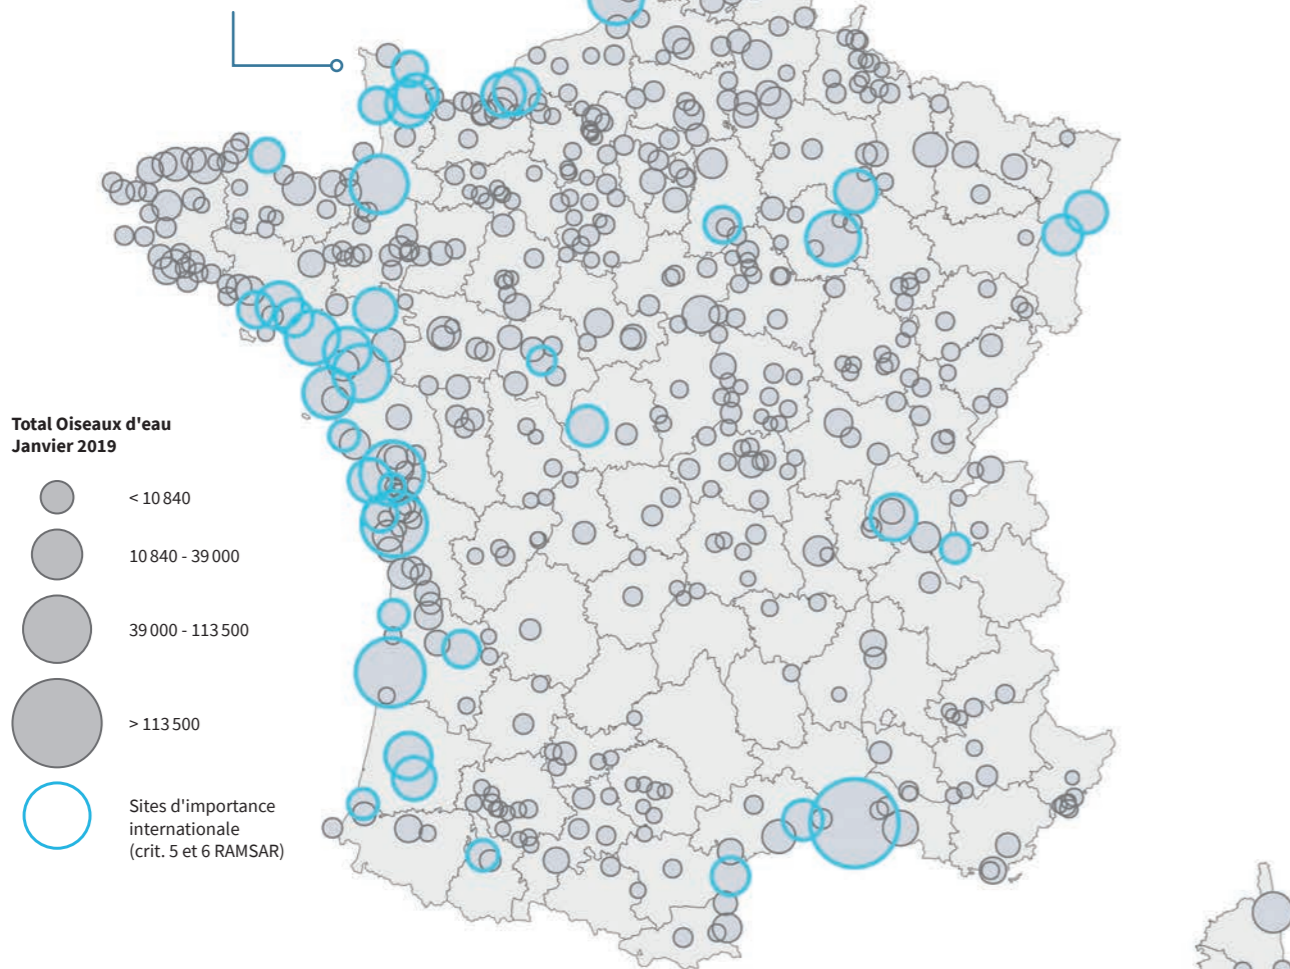 Total Oiseaux d'eau
Janvier 2019
< 10 840
10 840 - 39 000
39 000 - 113 500
> 113 500
Sites d'importance
internationale
(crit. 5 et 6 RAMSAR)